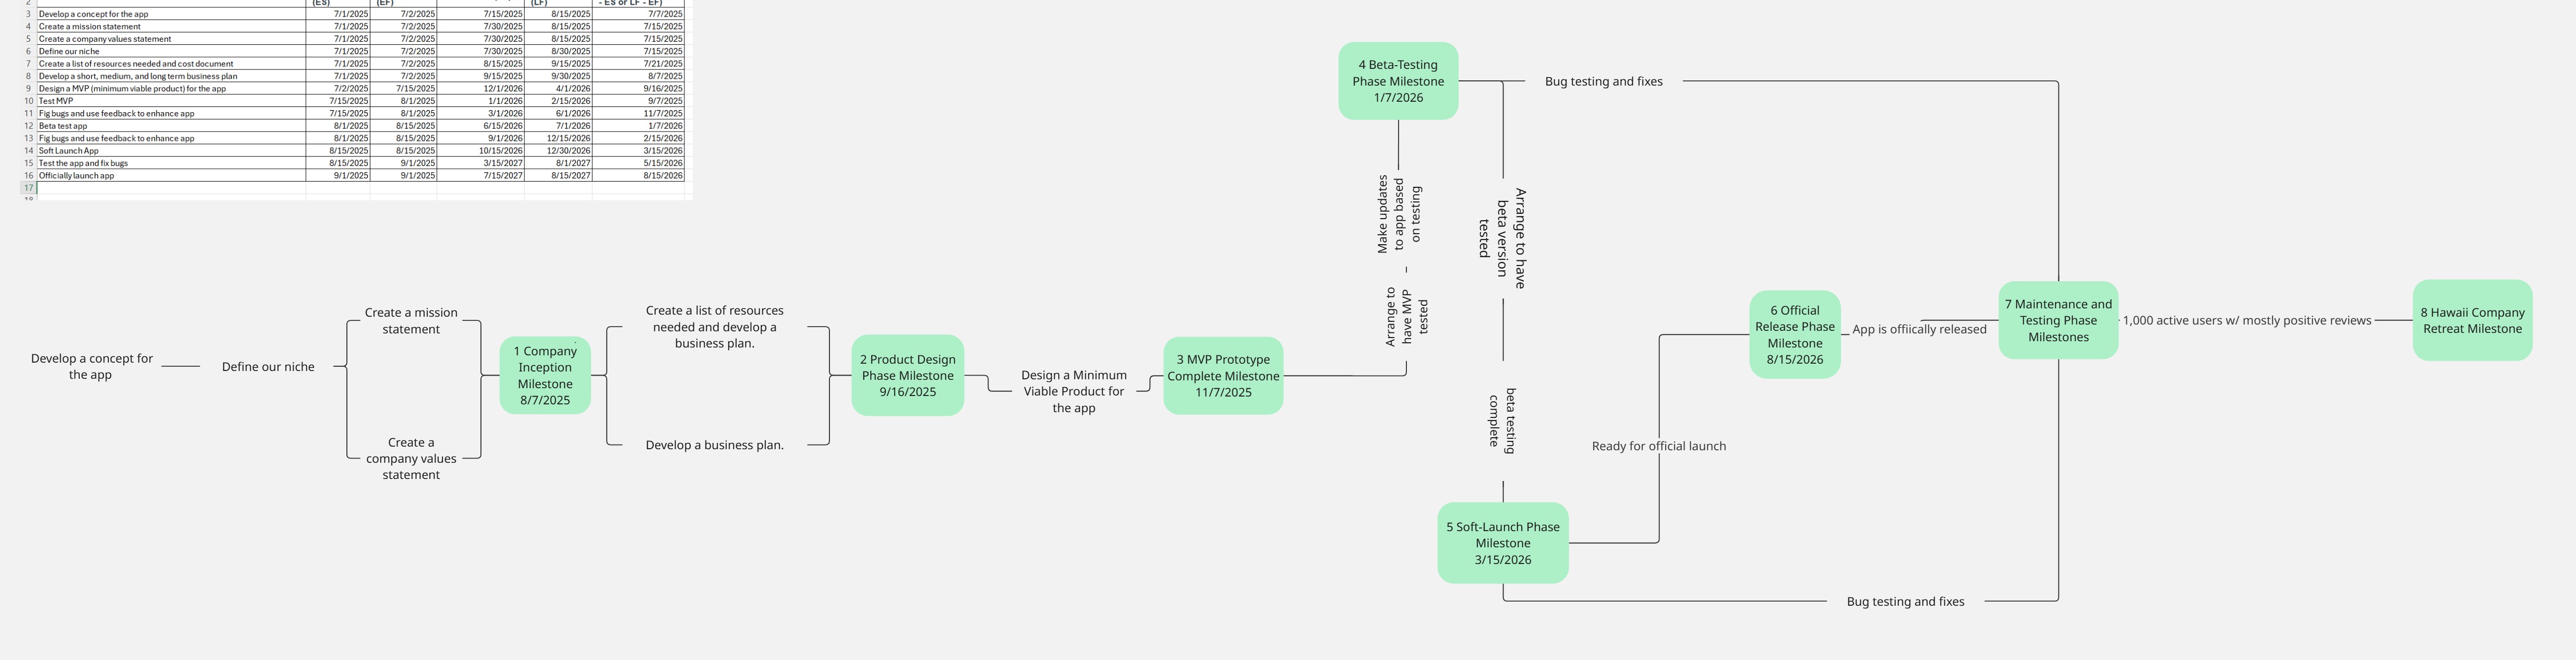 2 (ES) (EF) (LF) - ES or LF - EF)
3 Develop a concept for the app 7/1/2025 7/2/2025 7/15/2025 8/15/2025 7/7/2025
4 Create a mission statement 7/1/2025 7/2/2025 7/30/2025 8/15/2025 7/15/2025
5 Create a company values statement 7/1/2025 7/2/2025 7/30/2025 8/15/2025 7/15/2025
6 Define our niche 7/1/2025 7/2/2025 7/30/2025 8/30/2025 7/15/2025
7 Create a list of resources needed and cost document 7/1/2025 7/2/2025 8/15/2025 9/15/2025 7/21/2025
8 Develop a short, medium, and long term business plan 7/1/2025 7/2/2025 9/15/2025 9/30/2025 8/7/2025
9 Design a MVP (minimum viable product) for the app 7/2/2025 7/15/2025 12/1/2026 4/1/2026 9/16/2025
10 Test MVP 7/15/2025 8/1/2025 1/1/2026 2/15/2026 9/7/2025
11 Fig bugs and use feedback to enhance app 7/15/2025 8/1/2025 3/1/2026 6/1/2026 11/7/2025
12 Beta test app 8/1/2025 8/15/2025 6/15/2026 7/1/2026 1/7/2026
13 Fig bugs and use feedback to enhance app 8/1/2025 8/15/2025 9/1/2026 12/15/2026 2/15/2026
14 Soft Launch App 8/15/2025 8/15/2025 10/15/2026 12/30/2026 3/15/2026
15 Test the app and fix bugs 8/15/2025 9/1/2025 3/15/2027 8/1/2027 5/15/2026
16 Officially launch app 9/1/2025 9/1/2025 7/15/2027 8/15/2027 8/15/2026
17
Develop a concept for
the app
Define our niche
Create a mission
statement
Create a
company values
statement
1 Company
Inception
Milestone
8/7/2025
Create a list of resources
needed and develop a
business plan.
Develop a business plan.
2 Product Design
Phase Milestone
9/16/2025
Design a Minimum
Viable Product for
the app
3 MVP Prototype
Complete Milestone
11/7/2025
Arrange to
have MVP
tested
Make updates
to app based
on testing
4 Beta-Testing
Phase Milestone
1/7/2026
Bug testing and fixes
Arrange to have
beta version
tested
beta testing
complete
5 Soft-Launch Phase
Milestone
3/15/2026
Ready for official launch
Bug testing and fixes
6 Official
Release Phase
Milestone
8/15/2026
App is offiically released
7 Maintenance and
Testing Phase
Milestones
1,000 active users w/ mostly positive reviews
8 Hawaii Company
Retreat Milestone